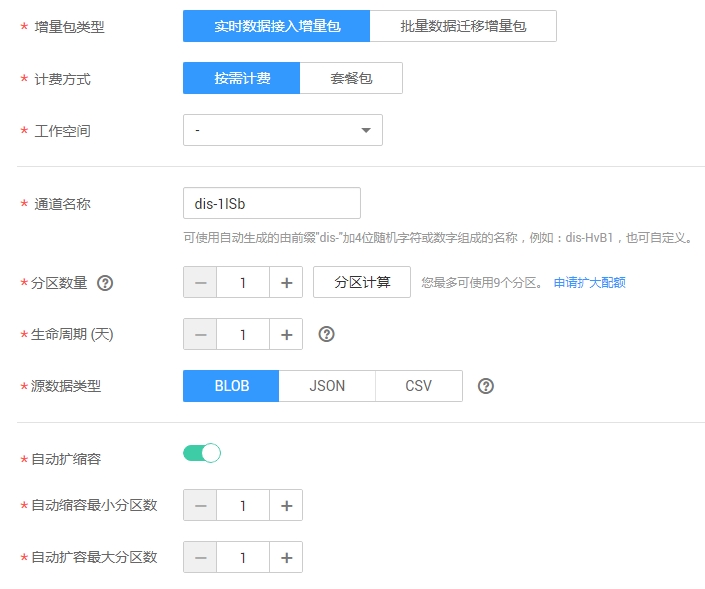 * 增量包类型 实时数据接入增量包 批量数据迁移增量包
* 计费方式 按需计费 套餐包
* 工作空间 -
* 通道名称 dis-1lSb
可使用自动生成的由前缀"dis-"加4位随机字符或数字组成的名称，例如：dis-HvB1，也可自定义。
* 分区数量 ? − 1 + 分区计算 您最多可使用9个分区。 申请扩大配额
* 生命周期 (天) − 1 + ?
* 源数据类型 BLOB JSON CSV ?
* 自动扩缩容
* 自动缩容最小分区数 − 1 +
* 自动扩容最大分区数 − 1 +